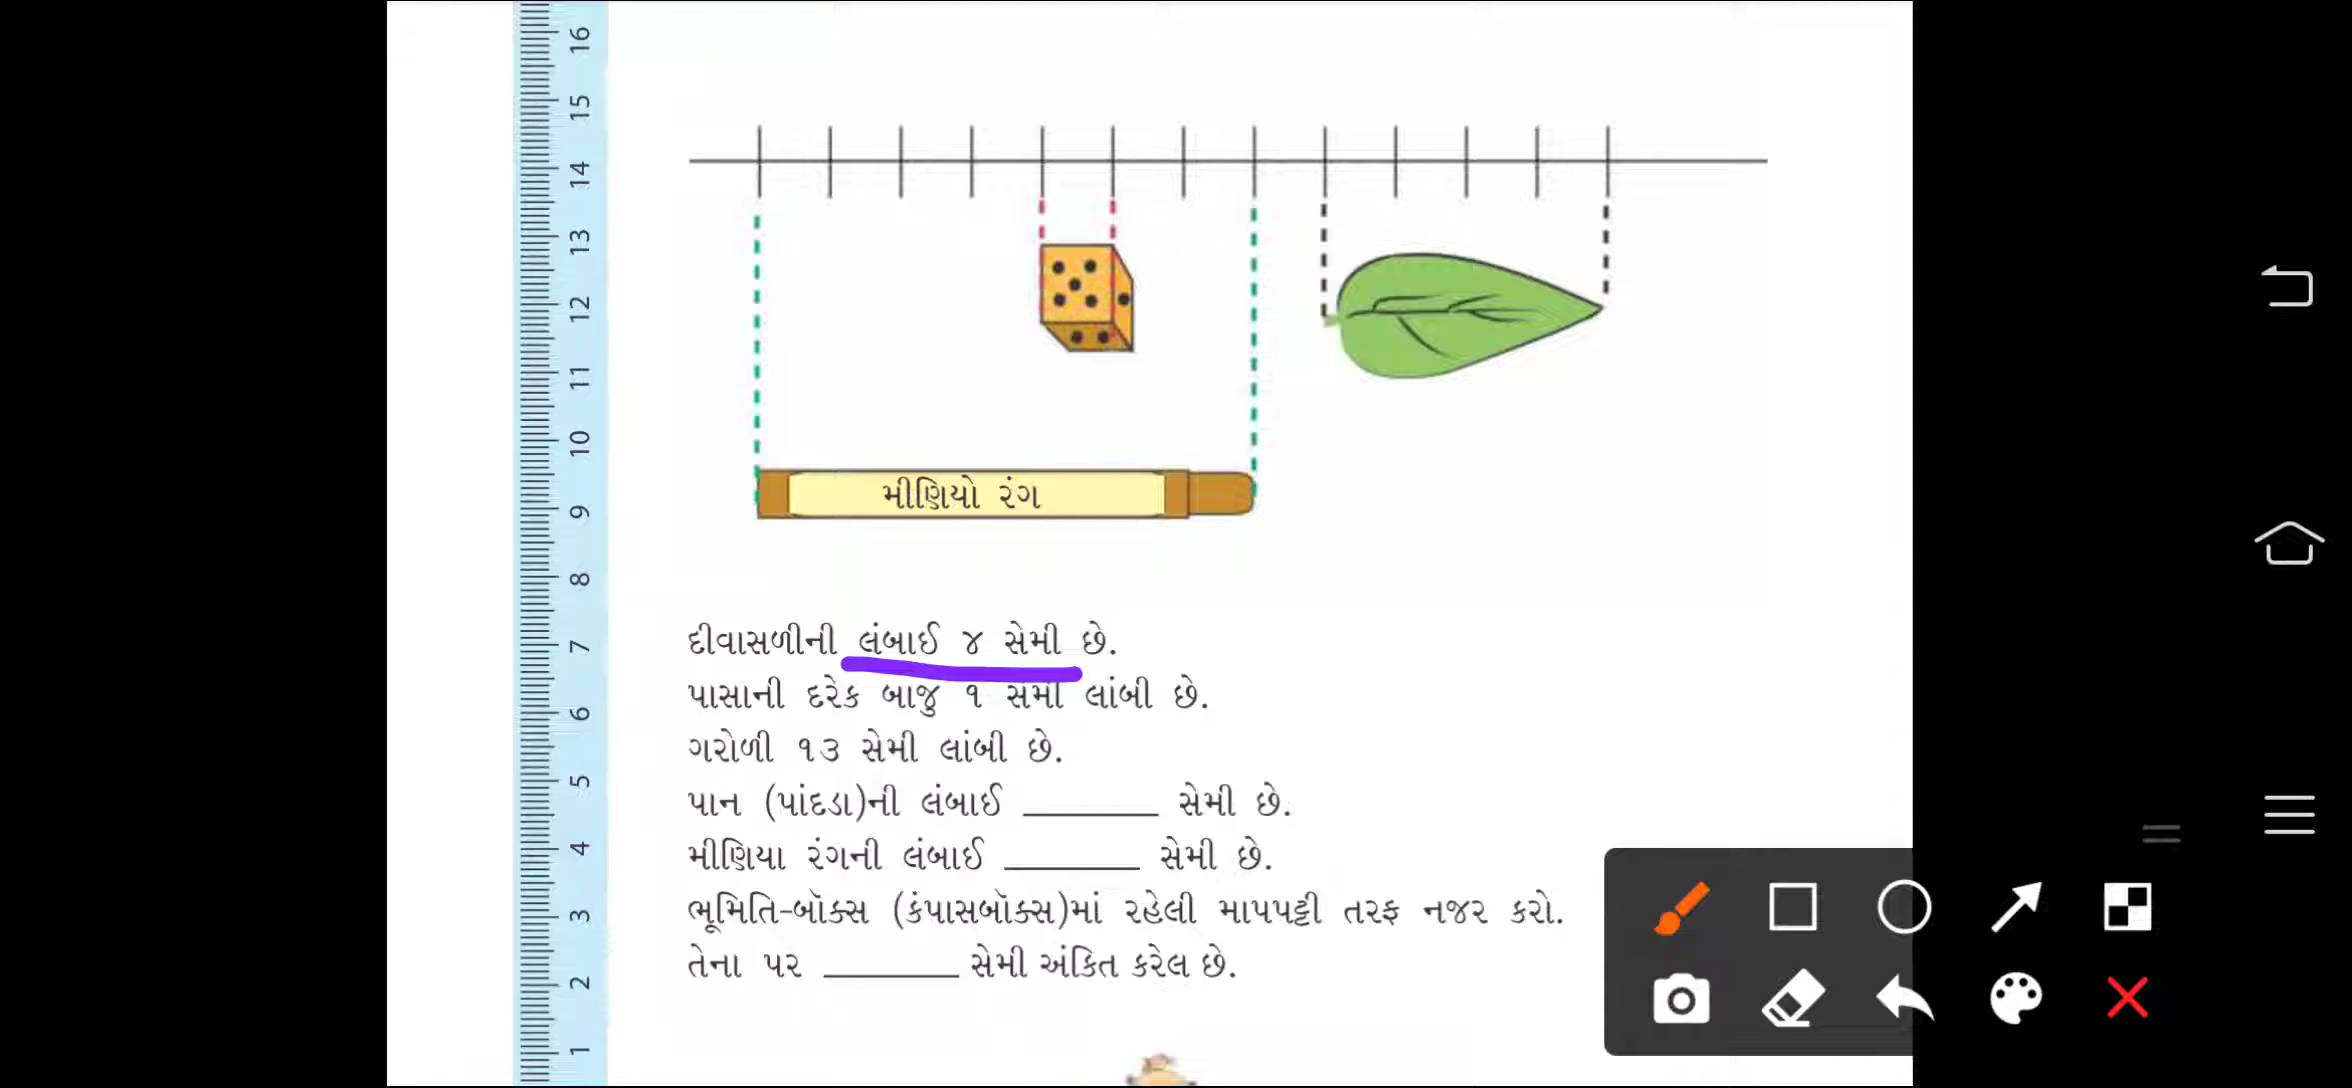 16
15
14
13
12
11
10
9
8
7
6
5
4
3
2
1
મીણિયો રંગ
દીવાસળીની લંબાઈ ૪ સેમી છે.
પાસાની દરેક બાજુ ૧ સેમી લાંબી છે.
ગરોળી ૧૩ સેમી લાંબી છે.
પાન (પાંદડા)ની લંબાઈ ________ સેમી છે.
મીણિયા રંગની લંબાઈ ________ સેમી છે.
ભૂમિતિ-બૉક્સ (કંપાસબૉક્સ)માં રહેલી માપપટ્ટી તરફ નજર કરો.
તેના પર ________ સેમી અંકિત કરેલ છે.